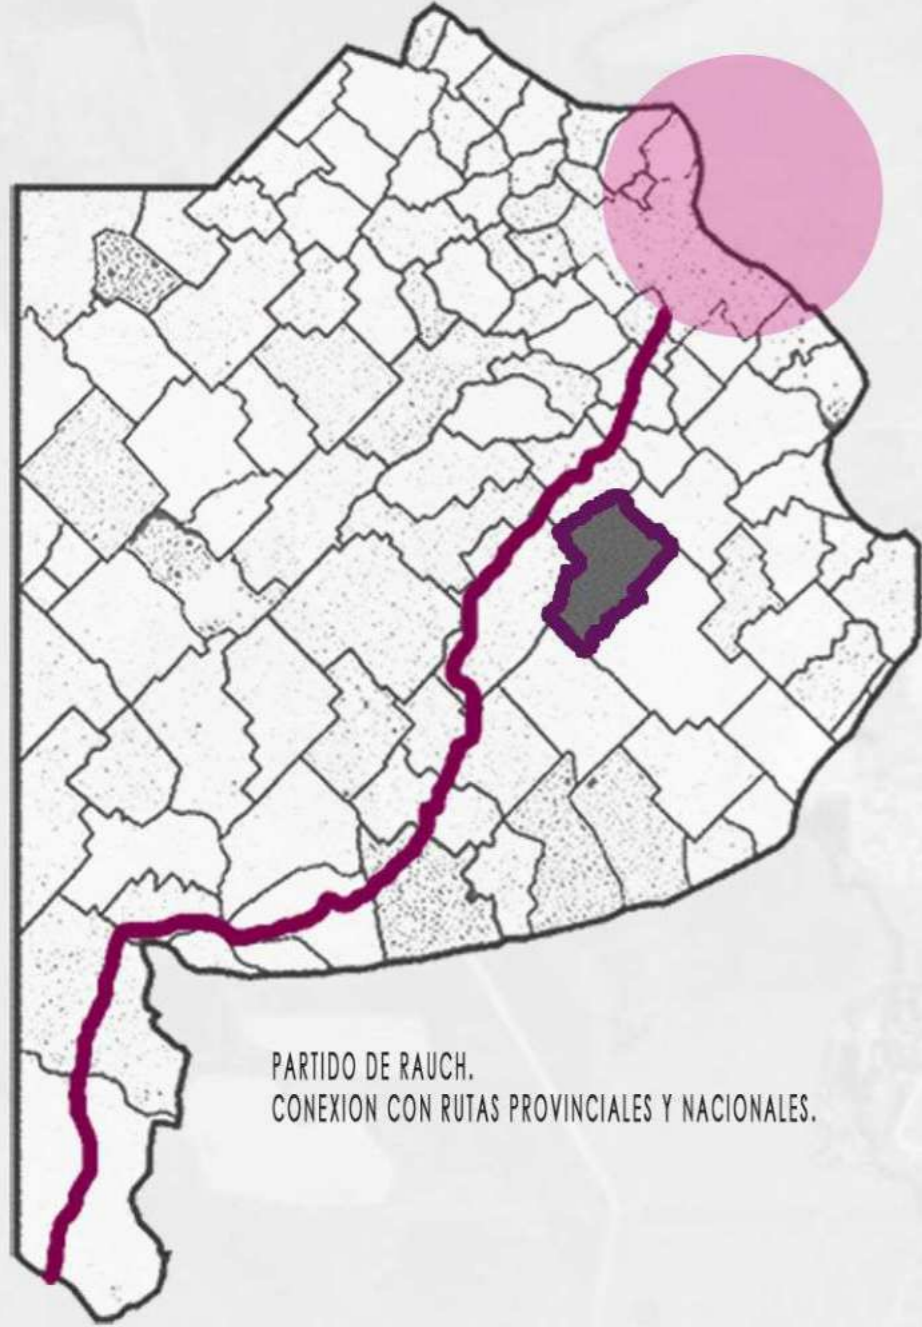 PARTIDO DE RAUCH.
CONEXION CON RUTAS PROVINCIALES Y NACIONALES.